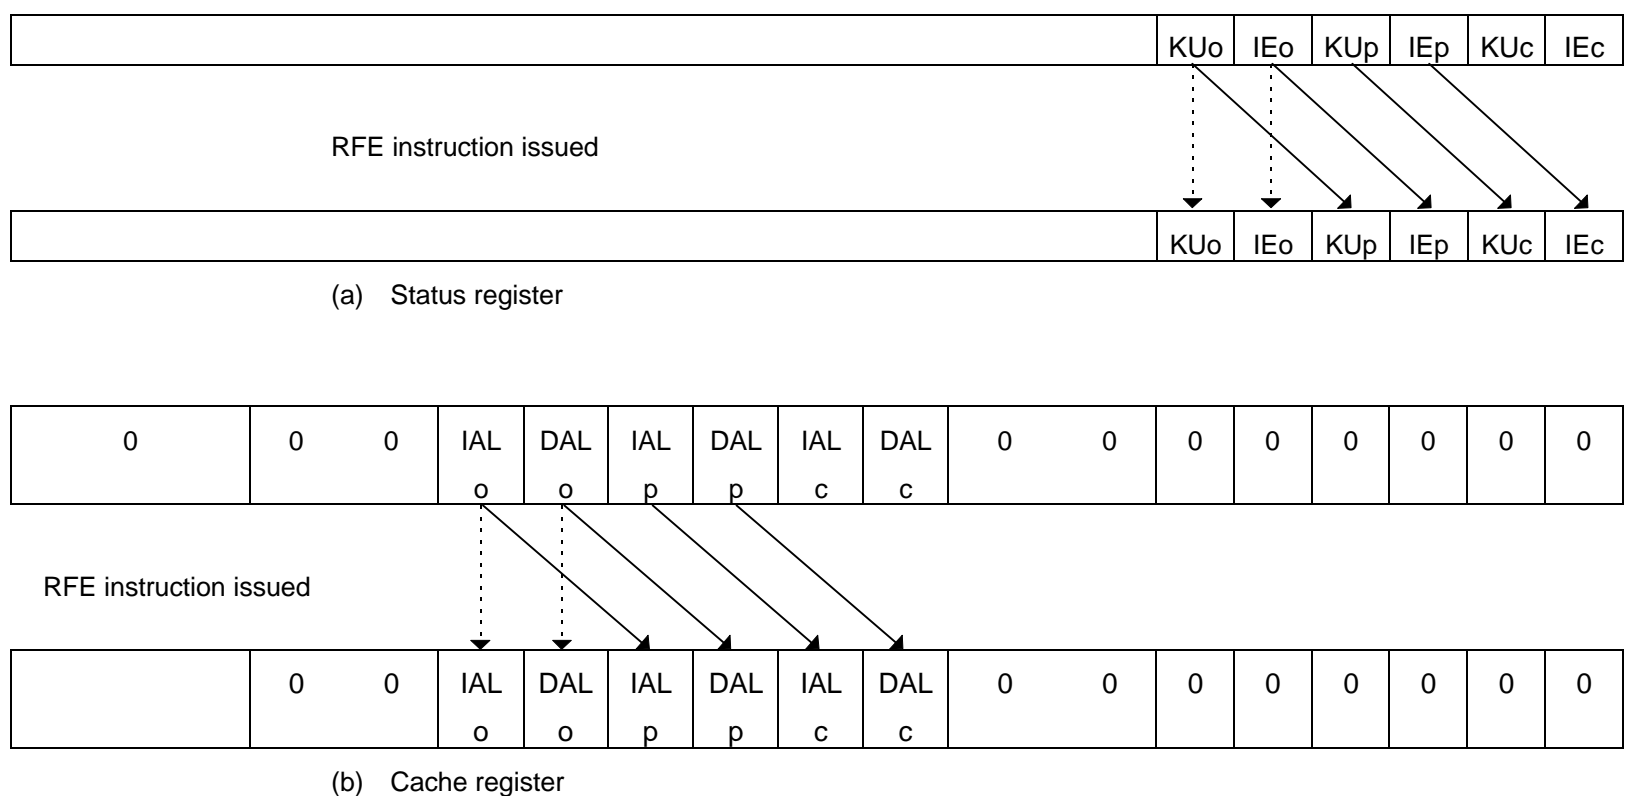 KUo IEo KUp IEp KUc IEc
RFE instruction issued
KUo IEo KUp IEp KUc IEc
(a) Status register
0 0 0 IAL DAL IAL DAL IAL DAL 0 0 0 0 0 0 0 0
o o p p c c
RFE instruction issued
0 0 IAL DAL IAL DAL IAL DAL 0 0 0 0 0 0 0 0
o o p p c c
(b) Cache register